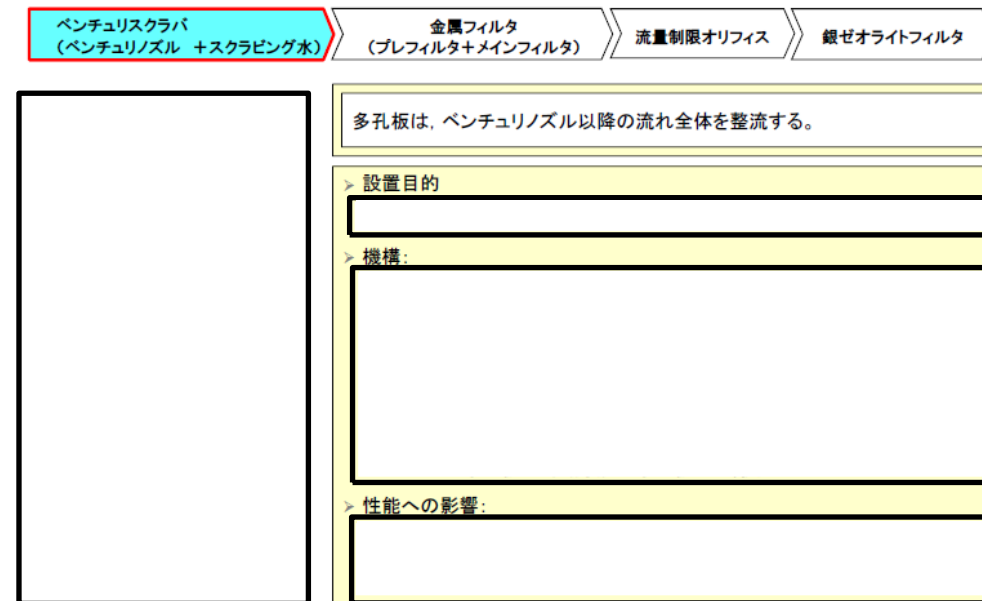 ベンチュリスクラバ
(ベンチュリノズル +スクラビング水)
金属フィルタ
(プレフィルタ+メインフィルタ)
流量制限オリフィス
銀ゼオライトフィルタ
多孔板は,ベンチュリノズル以降の流れ全体を整流する。
➢ 設置目的
➢ 機構:
➢ 性能への影響: